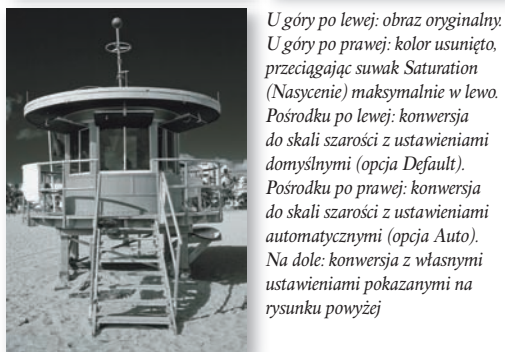 U góry po lewej: obraz oryginalny.
U góry po prawej: kolor usunięto,
przeciągając suwak Saturation
(Nasycenie) maksymalnie w lewo.
Pośrodku po lewej: konwersja
do skali szarości z ustawieniami
domyślnymi (opcja Default).
Pośrodku po prawej: konwersja
do skali szarości z ustawieniami
automatycznymi (opcja Auto).
Na dole: konwersja z własnymi
ustawieniami pokazanymi na
rysunku powyżej